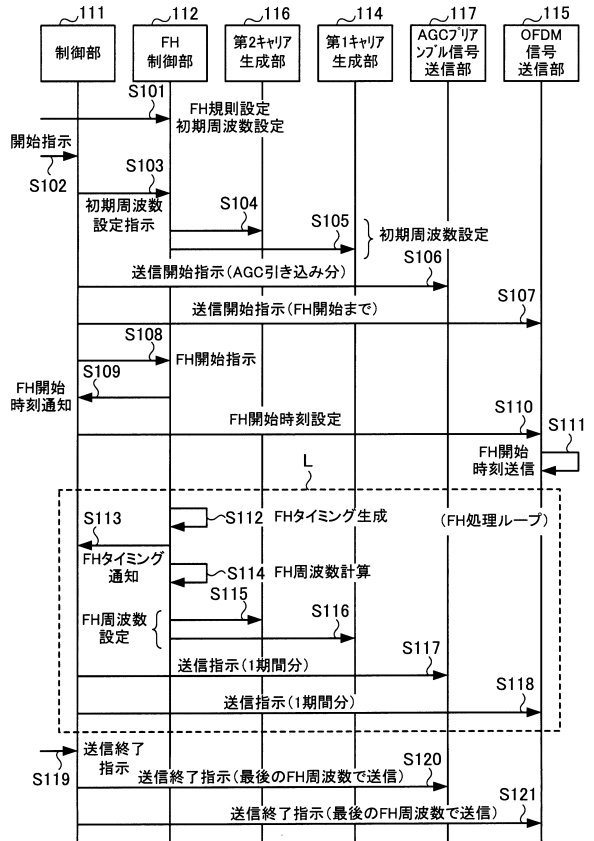 111
112
116
114
117
115
制御部
FH
制御部
第2キャリア
生成部
第1キャリア
生成部
AGCプリア
ンブル信号
送信部
OFDM
信号
送信部
S101
FH規則設定
初期周波数設定
開始指示
S102
S103
初期周波数
設定指示
S104
S105
初期周波数設定
S106
送信開始指示(AGC引き込み分)
S107
送信開始指示(FH開始まで)
S108
FH開始指示
S109
FH開始
時刻通知
FH開始時刻設定
S110
S111
FH開始
時刻送信
L
S112
FHタイミング生成
(FH処理ループ)
S113
FHタイミング
通知
S114
FH周波数計算
S115
S116
FH周波数
設定
S117
送信指示(1期間分)
S118
送信指示(1期間分)
送信終了
指示
S119
S120
送信終了指示(最後のFH周波数で送信)
S121
送信終了指示(最後のFH周波数で送信)